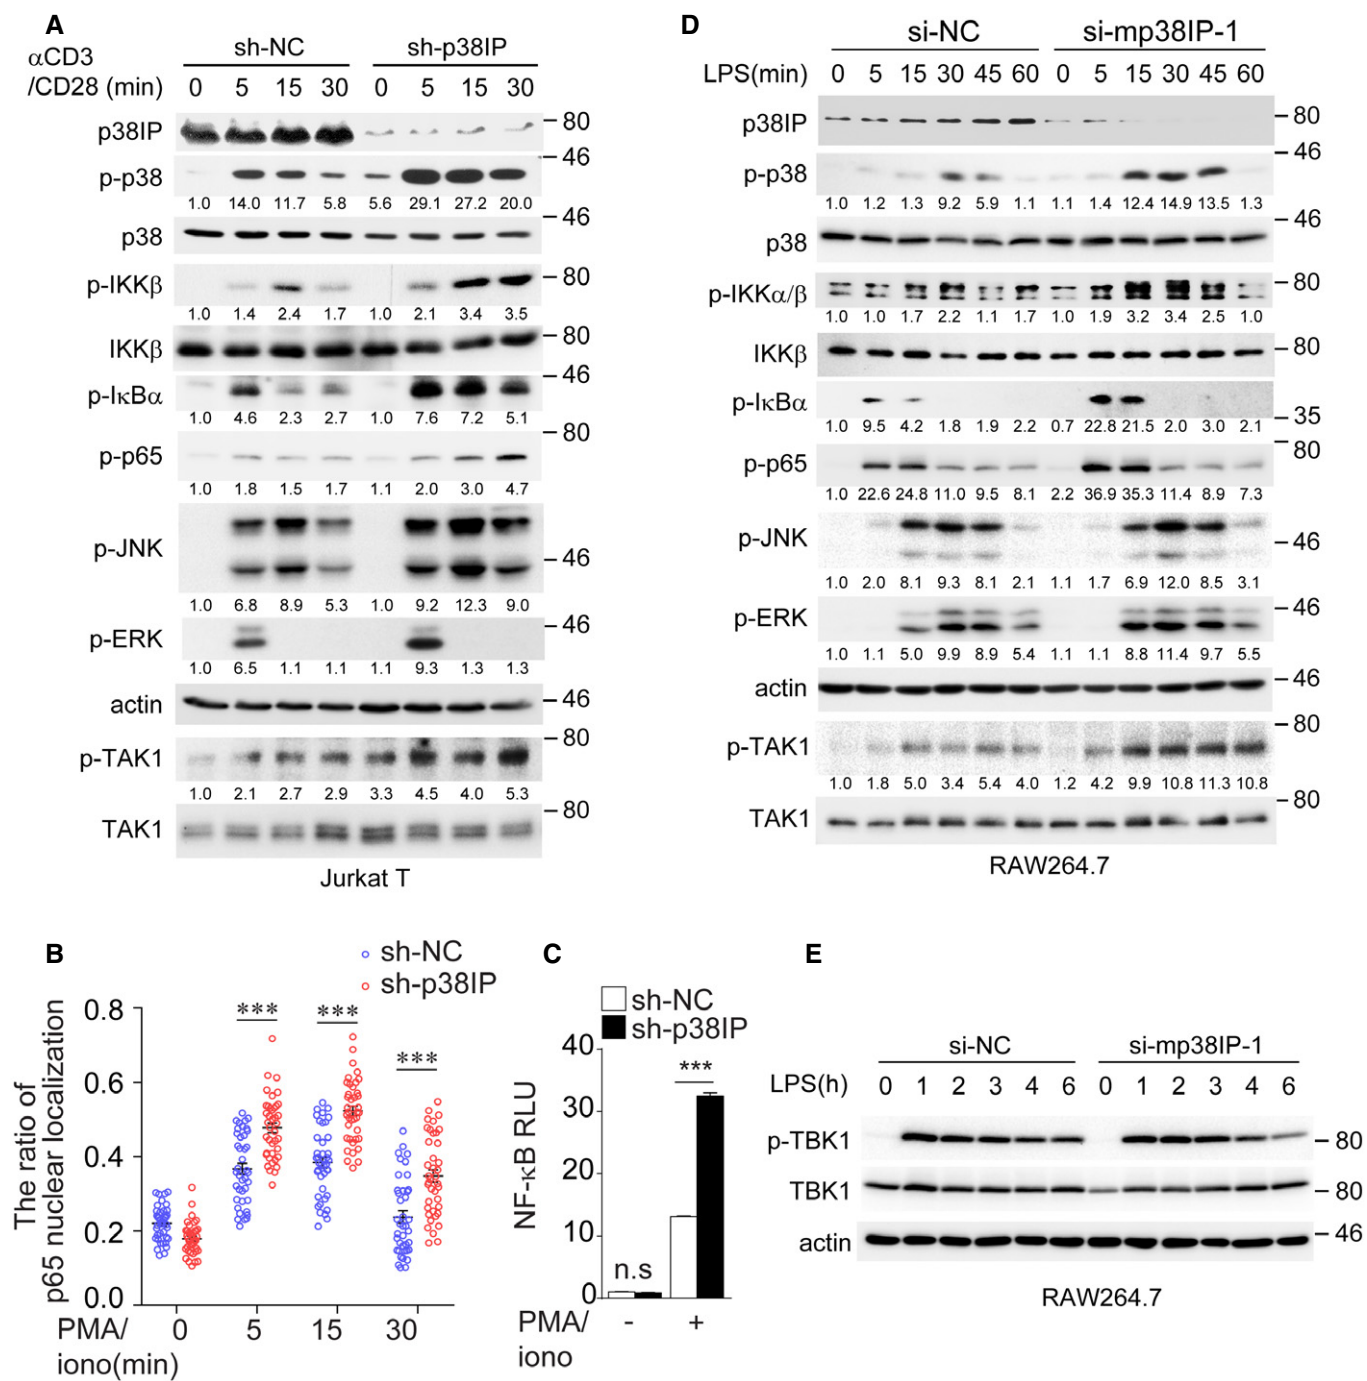 A
αCD3
/CD28 (min)
sh-NC sh-p38IP
0 5 15 30 0 5 15 30
p38IP 80
46
p-p38
1.0 14.0 11.7 5.8 5.6 29.1 27.2 20.0
46
p38
p-IKKβ 80
1.0 1.4 2.4 1.7 1.0 2.1 3.4 3.5
IKKβ 80
46
p-IκBα
1.0 4.6 2.3 2.7 1.0 7.6 7.2 5.1
80
p-p65
1.0 1.8 1.5 1.7 1.1 2.0 3.0 4.7
p-JNK 46
1.0 6.8 8.9 5.3 1.0 9.2 12.3 9.0
p-ERK 46
1.0 6.5 1.1 1.1 1.1 9.3 1.3 1.3
actin 46
80
p-TAK1
1.0 2.1 2.7 2.9 3.3 4.5 4.0 5.3
80
TAK1
Jurkat T
D
si-NC si-mp38IP-1
LPS(min) 0 5 15 30 45 60 0 5 15 30 45 60
p38IP 80
46
p-p38
1.0 1.2 1.3 9.2 5.9 1.1 1.1 1.4 12.4 14.9 13.5 1.3
46
p38
p-IKKα/β 80
1.0 1.0 1.7 2.2 1.1 1.7 1.0 1.9 3.2 3.4 2.5 1.0
IKKβ 80
p-IκBα 35
1.0 9.5 4.2 1.8 1.9 2.2 0.7 22.8 21.5 2.0 3.0 2.1
80
p-p65
1.0 22.6 24.8 11.0 9.5 8.1 2.2 36.9 35.3 11.4 8.9 7.3
p-JNK 46
1.0 2.0 8.1 9.3 8.1 2.1 1.1 1.7 6.9 12.0 8.5 3.1
p-ERK 46
1.0 1.1 5.0 9.9 8.9 5.4 1.1 1.1 8.8 11.4 9.7 5.5
actin 46
80
p-TAK1
1.0 1.8 5.0 3.4 5.4 4.0 1.2 4.2 9.9 10.8 11.3 10.8
80
TAK1
RAW264.7
B
sh-NC
sh-p38IP
The ratio of
p65 nuclear localization
0.8
0.6
0.4
0.2
0.0
*** *** ***
PMA/
iono(min)
0 5 15 30
C
sh-NC
sh-p38IP
NF-κB RLU
40
30
20
10
0
***
n.s
PMA/
iono
- +
E
si-NC si-mp38IP-1
LPS(h) 0 1 2 3 4 6 0 1 2 3 4 6
p-TBK1 80
TBK1 80
actin 46
RAW264.7